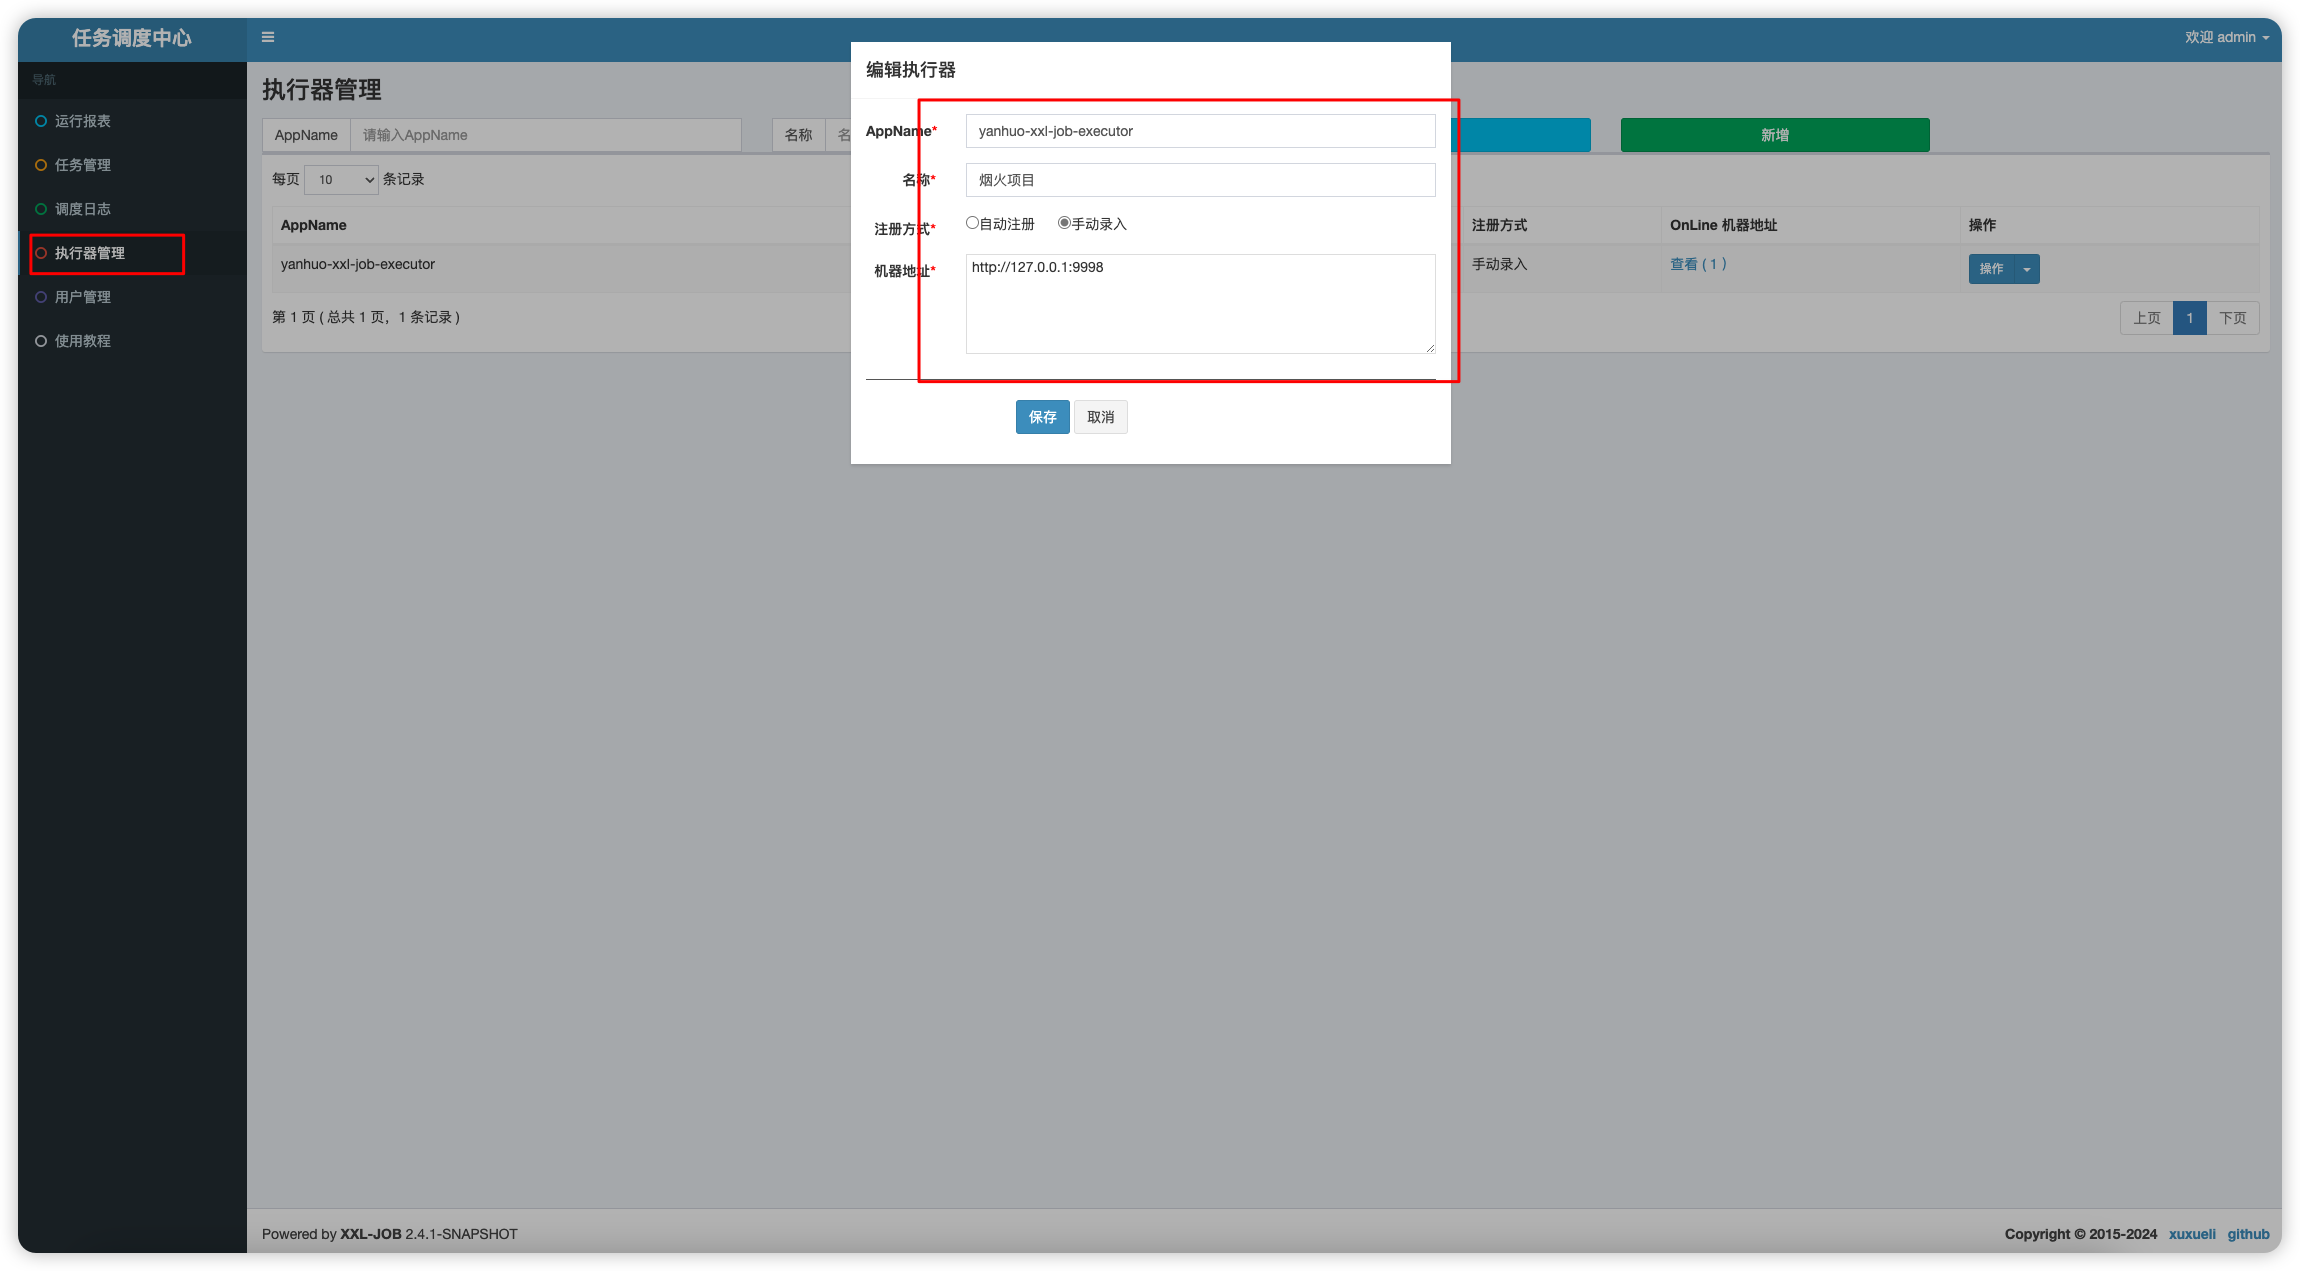 任务调度中心
欢迎 admin
导航
运行报表
任务管理
调度日志
执行器管理
用户管理
使用教程
执行器管理
AppName 请输入AppName 名称 名 新增
每页 10 条记录
AppName 注册方式 OnLine 机器地址 操作
yanhuo-xxl-job-executor 手动录入 查看 ( 1 ) 操作
第 1 页 ( 总共 1 页，1 条记录 ) 上页 1 下页
编辑执行器
AppName* yanhuo-xxl-job-executor
名称* 烟火项目
注册方式* 自动注册 手动录入
机器地址* http://127.0.0.1:9998
保存 取消
Powered by XXL-JOB 2.4.1-SNAPSHOT Copyright © 2015-2024 xuxueli github